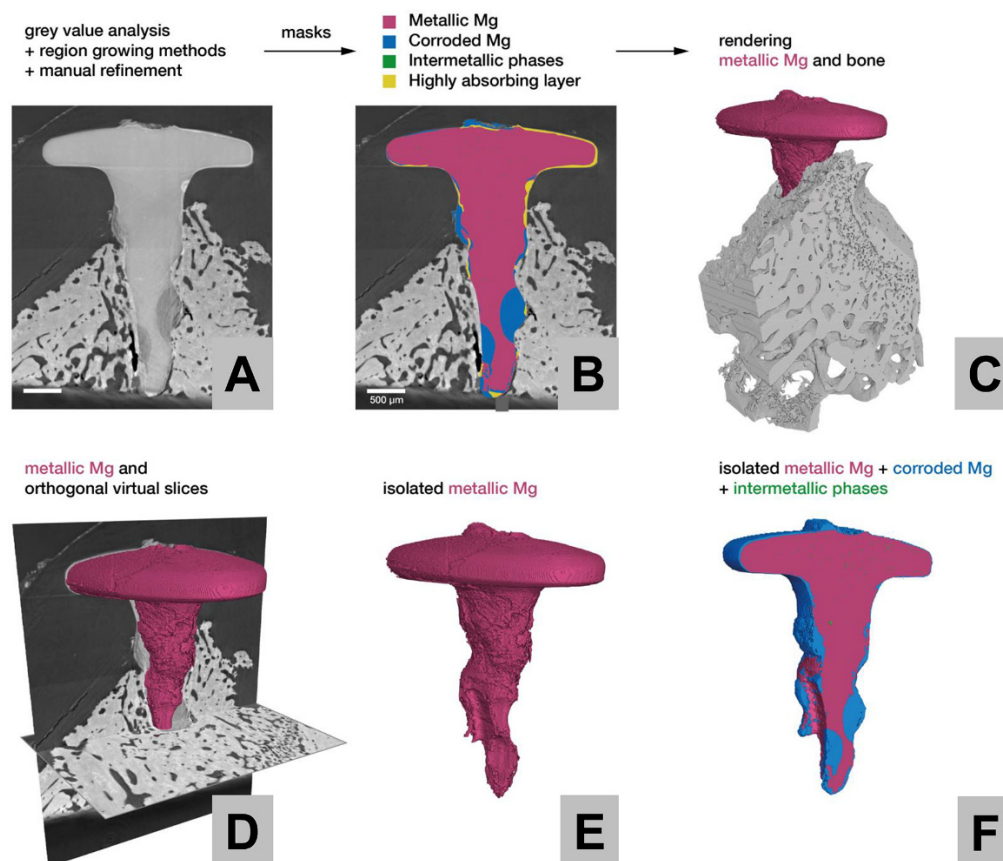 grey value analysis
+ region growing methods
+ manual refinement
masks
Metallic Mg
Corroded Mg
Intermetallic phases
Highly absorbing layer
rendering
metallic Mg and bone
A
500 µm
B
C
metallic Mg and
orthogonal virtual slices
isolated metallic Mg
isolated metallic Mg + corroded Mg
+ intermetallic phases
D
E
F